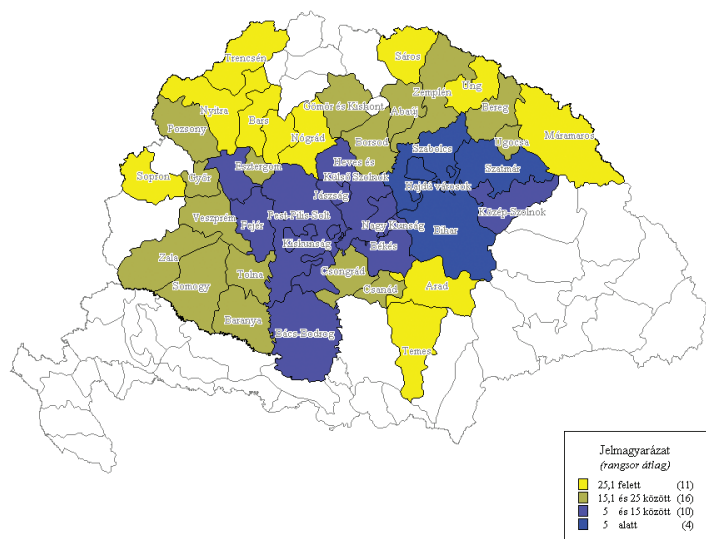 Trencsén
Sáros
Zemplén
Ung
Nyitra
Bars
Gömör és Kishont
Abaúj
Bereg
Pozsony
Nógrád
Borsod
Ugocsa
Máramaros
Esztergom
Heves és
Külső Szolnok
Szabolcs
Szatmár
Sopron
Győr
Jászság
Hajdú városok
Közép-Szolnok
Veszprém
Fejér
Pest-Pilis-Solt
Nagy Kunság
Bihar
Kiskunság
Békés
Zala
Somogy
Tolna
Csongrád
Csanád
Arad
Baranya
Bács-Bodrog
Temes
Jelmagyarázat
(rangsor átlag)
25,1 felett (11)
15,1 és 25 között (16)
5 és 15 között (10)
5 alatt (4)